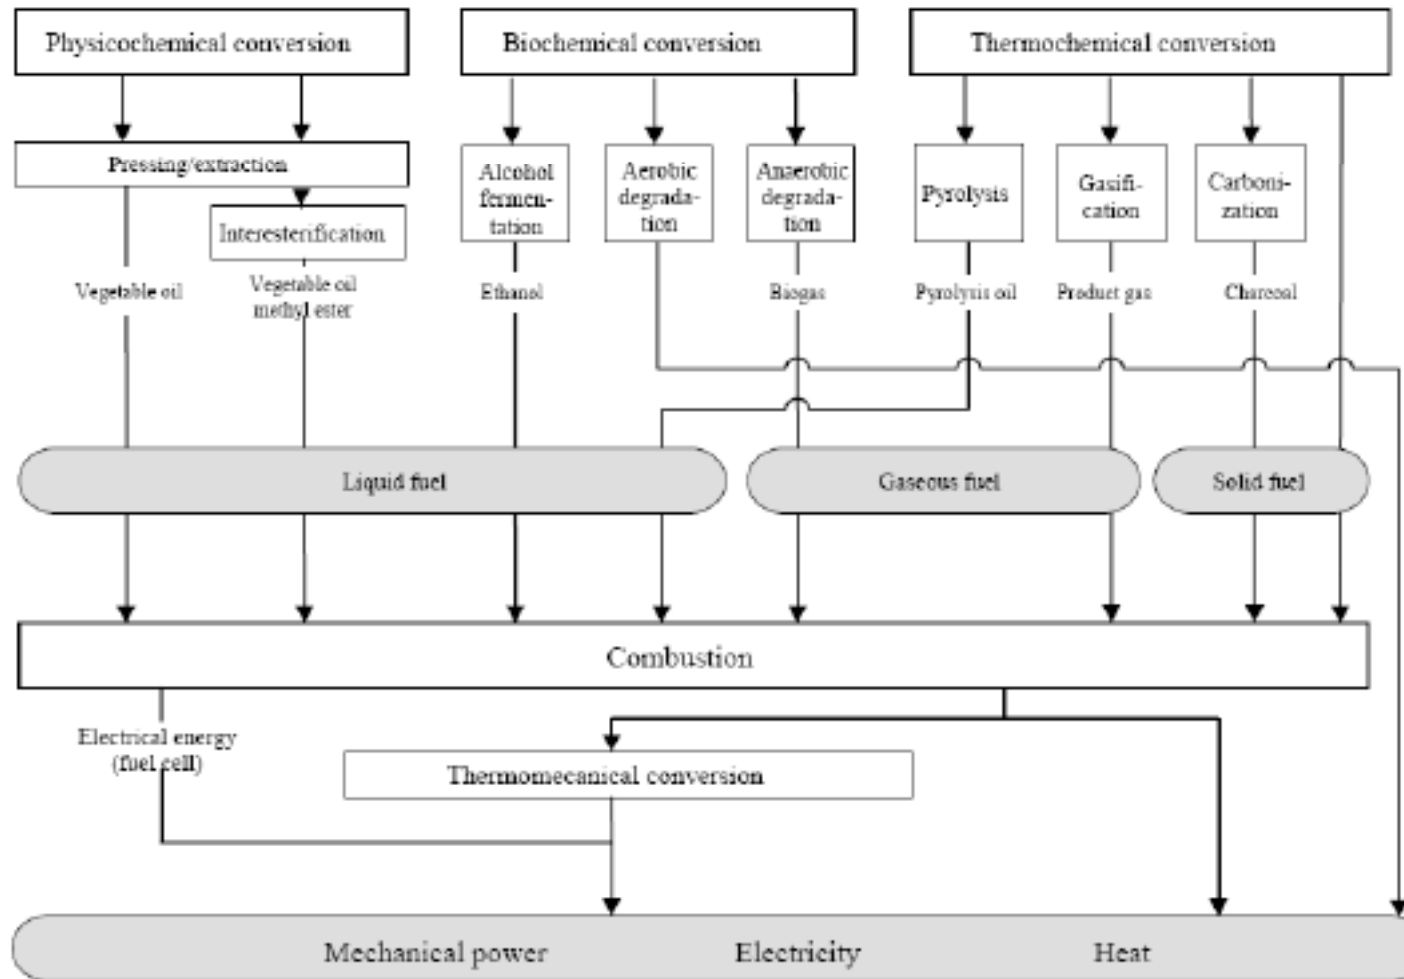 Physicochemical conversion
Biochemical conversion
Thermochemical conversion
Pressing/extraction
Interesterification
Alcohol
fermen-
tation
Aerobic
degrada-
tion
Anaerobic
degrada-
tion
Pyrolysis
Gasifi-
cation
Carboni-
zation
Vegetable oil
Vegetable oil
methyl ester
Ethanol
Biogas
Pyrolysis oil
Product gas
Charcoal
Liquid fuel
Gaseous fuel
Solid fuel
Combustion
Electrical energy
(fuel cell)
Thermomecanical conversion
Mechanical power
Electricity
Heat